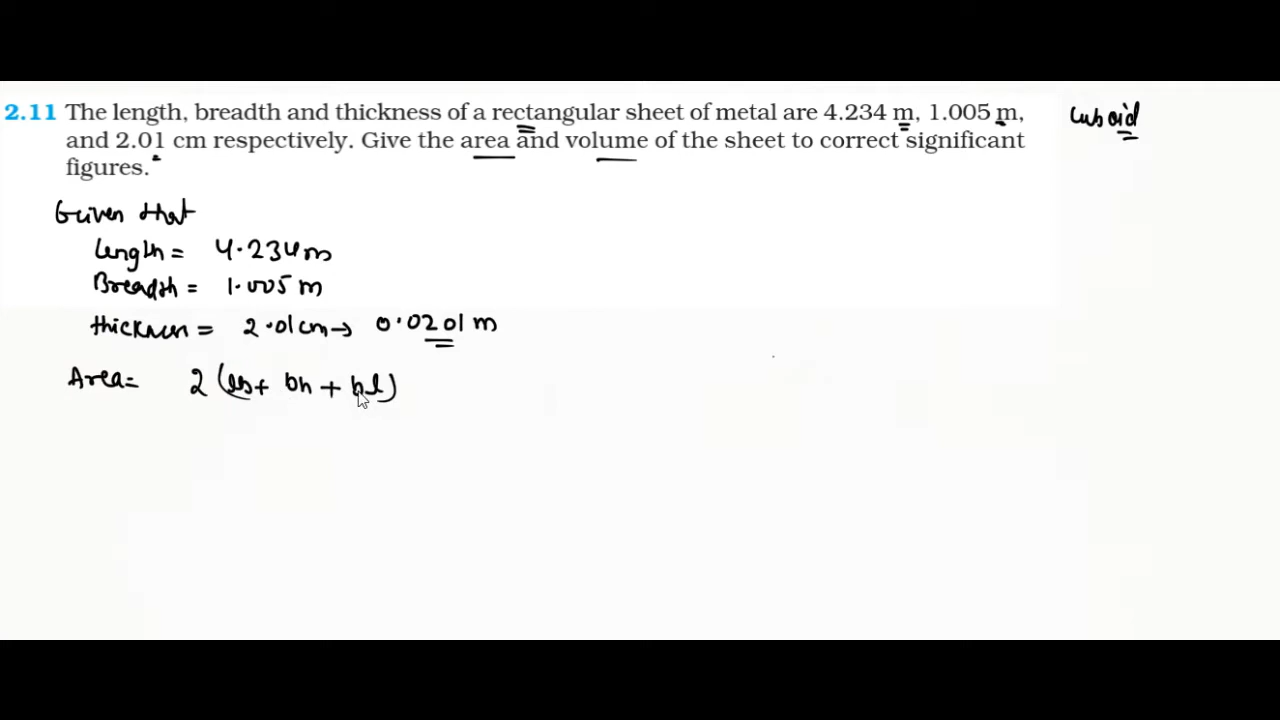 2.11 The length, breadth and thickness of a rectangular sheet of metal are 4.234 m, 1.005 m,
and 2.01 cm respectively. Give the area and volume of the sheet to correct significant
figures.
Cuboid
Given that
Length = 4.234m
Breadth = 1.005 m
thickness = 2.01cm → 0.0201 m
Area= 2 (lb+ bh + hl)